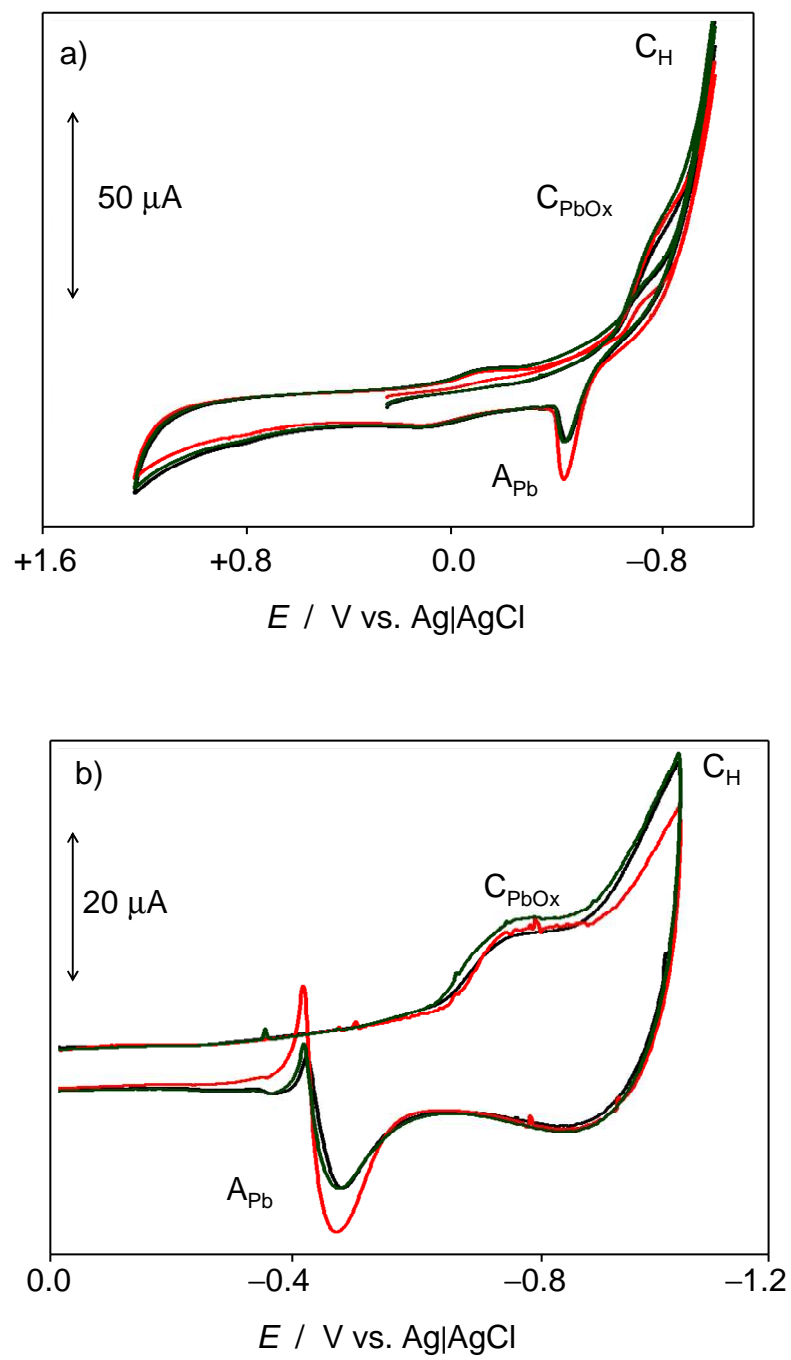 a)
C_H
50 μA
C_PbOx
A_Pb
+1.6 +0.8 0.0 −0.8
E / V vs. Ag|AgCl
b)
C_H
C_PbOx
20 μA
A_Pb
0.0 −0.4 −0.8 −1.2
E / V vs. Ag|AgCl